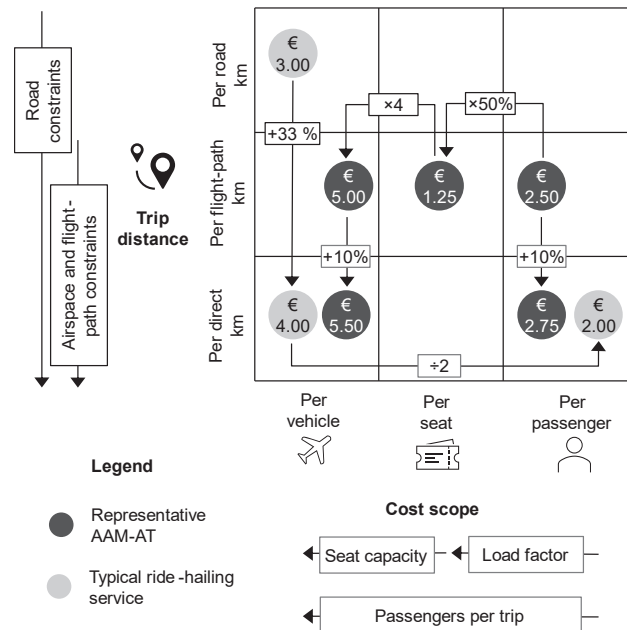 Road
constraints
Airspace and flight-
path constraints
Trip
distance
Per road
km
Per flight-path
km
Per direct
km
€
3.00
+33 %
×4
×50%
€
5.00
€
1.25
€
2.50
+10%
+10%
€
4.00
€
5.50
€
2.75
€
2.00
÷2
Per
vehicle
Per
seat
Per
passenger
Legend
Representative
AAM-AT
Typical ride -hailing
service
Cost scope
Seat capacity
Load factor
Passengers per trip